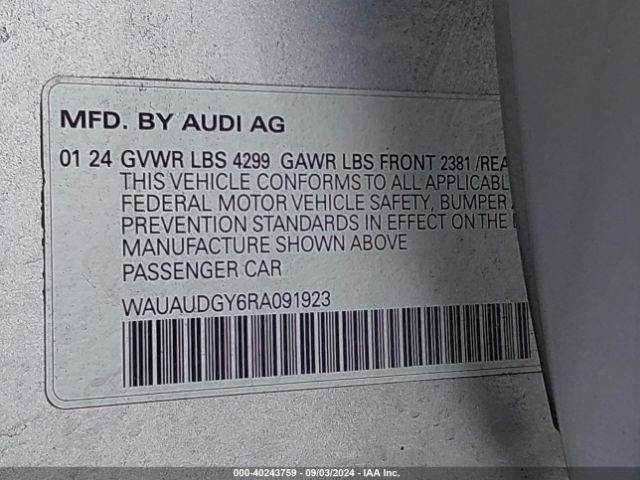 MFD. BY AUDI AG
01 24 GVWR LBS 4299 GAWR LBS FRONT 2381 /REA
THIS VEHICLE CONFORMS TO ALL APPLICABL
FEDERAL MOTOR VEHICLE SAFETY, BUMPER
PREVENTION STANDARDS IN EFFECT ON THE
MANUFACTURE SHOWN ABOVE
PASSENGER CAR
WAUAUDGY6RA091923
000-40243759 - 09/03/2024 - IAA Inc.